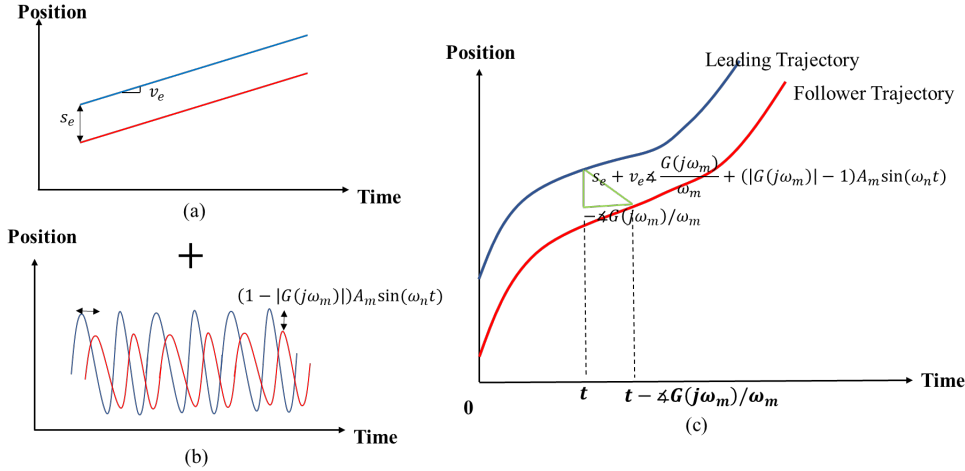 Position
s_e
v_e
Time
(a)
Position
+
(1 − |G(jω_m)|)A_m sin(ω_n t)
Time
(b)
Position
Leading Trajectory
Follower Trajectory
s_e + v_e∡G(jω_m)/ω_m + (|G(jω_m)| − 1)A_m sin(ω_n t)
−∡G(jω_m)/ω_m
Time
0
t
t − ∡G(jω_m)/ω_m
(c)